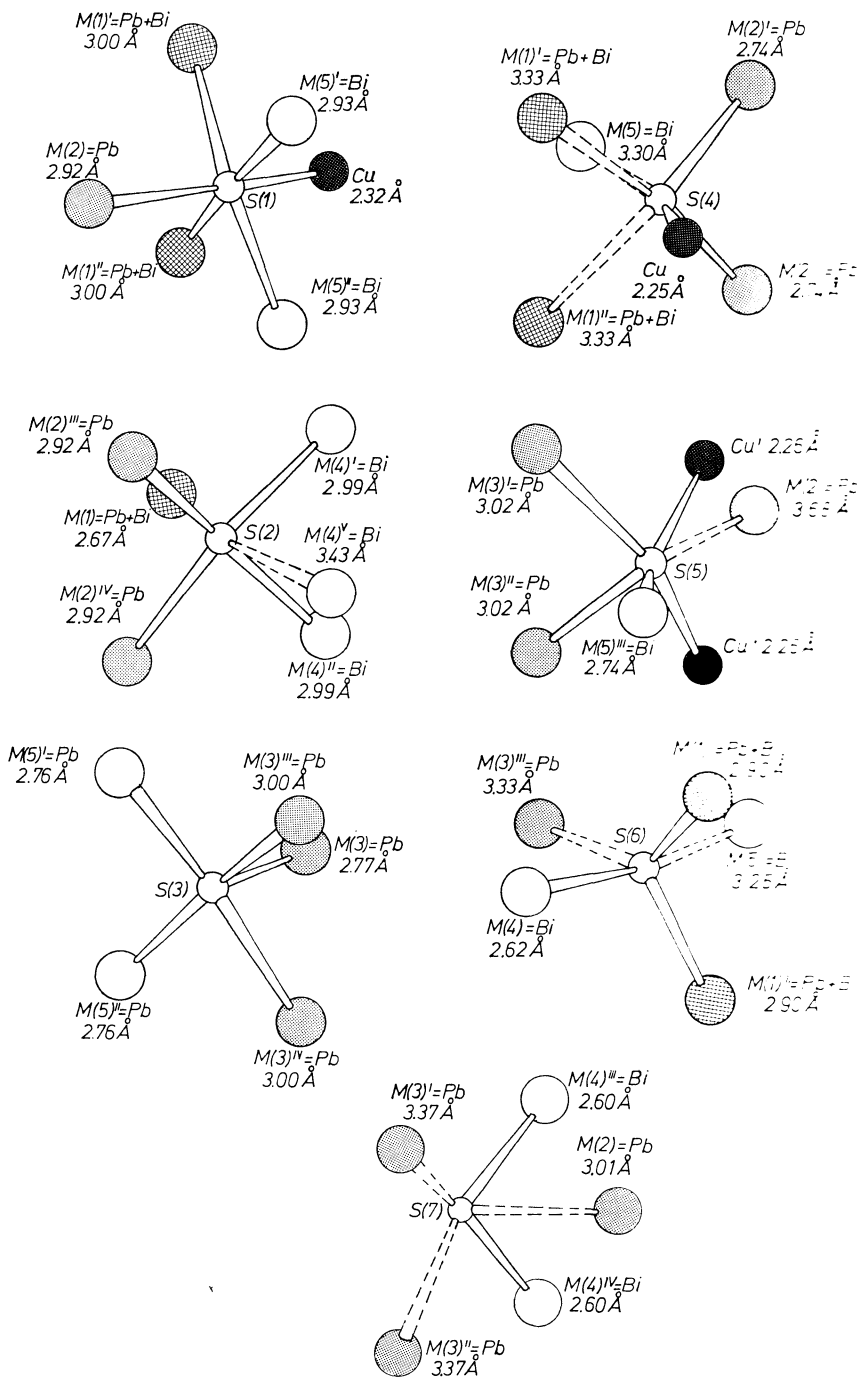 M(1)'=Pb+Bi
3.00 Å
M(5)'=Bi
2.93 Å
M(2)=Pb
2.92 Å
Cu
2.32 Å
S(1)
M(1)"=Pb+Bi
3.00 Å
M(5)"=Bi
2.93 Å
M(2)'=Pb
2.74 Å
M(1)'=Pb+Bi
3.33 Å
M(5)=Bi
3.30 Å
S(4)
Cu
2.25 Å
M(1)"=Pb+Bi
3.33 Å
M(2)'''=Pb
2.92 Å
M(4)'=Bi
2.99 Å
M(1)=Pb+Bi
2.67 Å
S(2)
M(4)ⱽ=Bi
3.43 Å
M(2)ᴵⱽ=Pb
2.92 Å
M(4)"=Bi
2.99 Å
Cu' 2.26 Å
M(3)'=Pb
3.02 Å
S(5)
M(3)"=Pb
3.02 Å
M(5)'''=Bi
2.74 Å
M(5)'=Pb
2.76 Å
M(3)'''=Pb
3.00 Å
M(3)=Pb
2.77 Å
S(3)
M(5)"=Pb
2.76 Å
M(3)ᴵⱽ=Pb
3.00 Å
M(3)'''=Pb
3.33 Å
S(6)
M(4)=Bi
2.62 Å
2.90 Å
M(3)'=Pb
3.37 Å
M(4)'''=Bi
2.60 Å
M(2)=Pb
3.01 Å
S(7)
M(4)ᴵⱽ=Bi
2.60 Å
M(3)"=Pb
3.37 Å